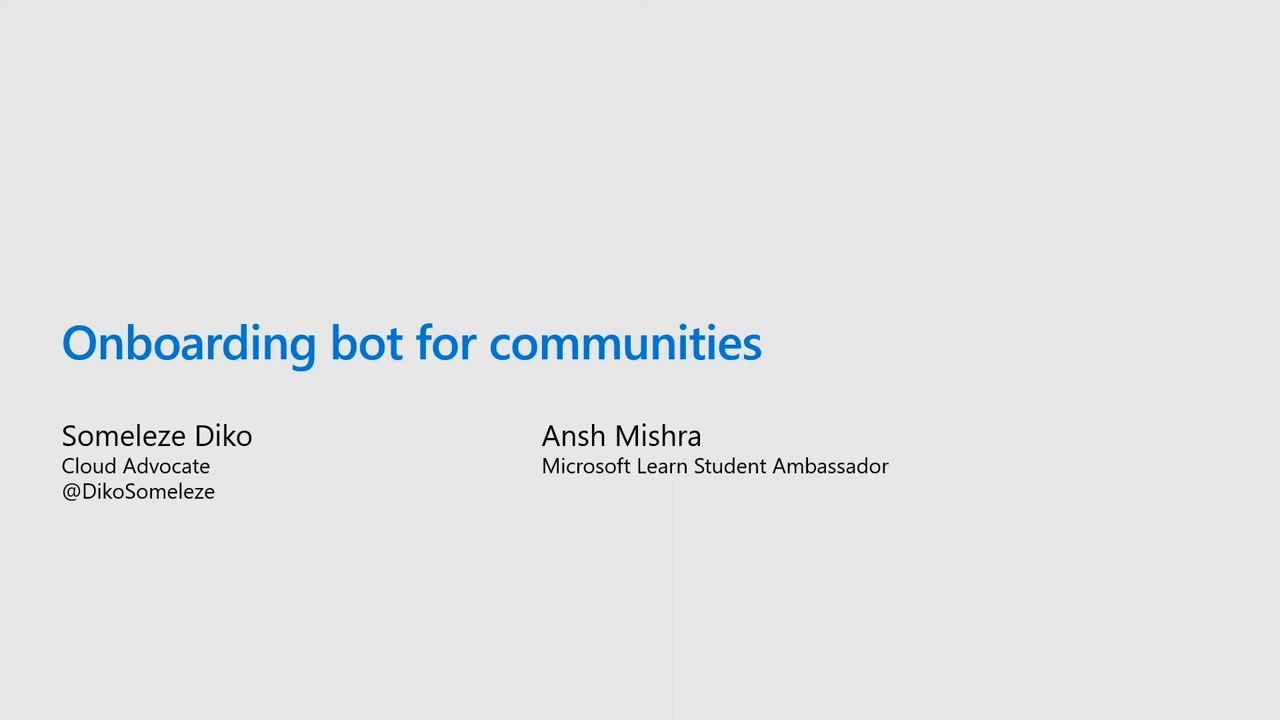 Onboarding bot for communities
Someleze Diko
Cloud Advocate
@DikoSomeleze
Ansh Mishra
Microsoft Learn Student Ambassador